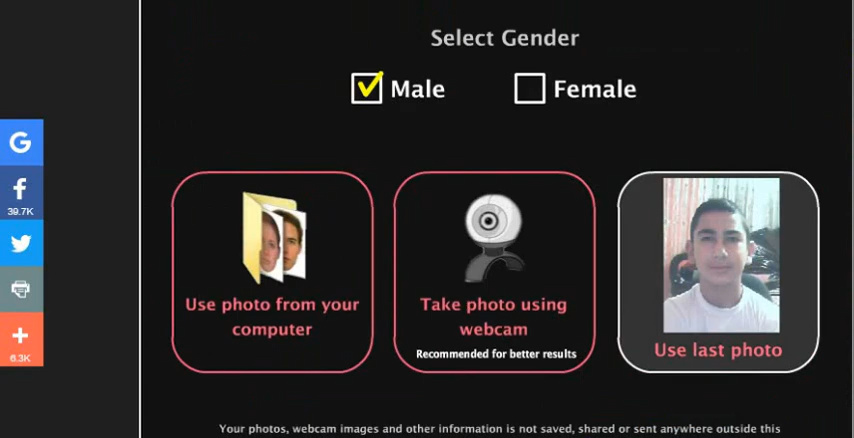 Select Gender
Male
Female
39.7K
6.3K
Use photo from your
computer
Take photo using
webcam
Recommended for better results
Use last photo
Your photos, webcam images and other information is not saved, shared or sent anywhere outside this